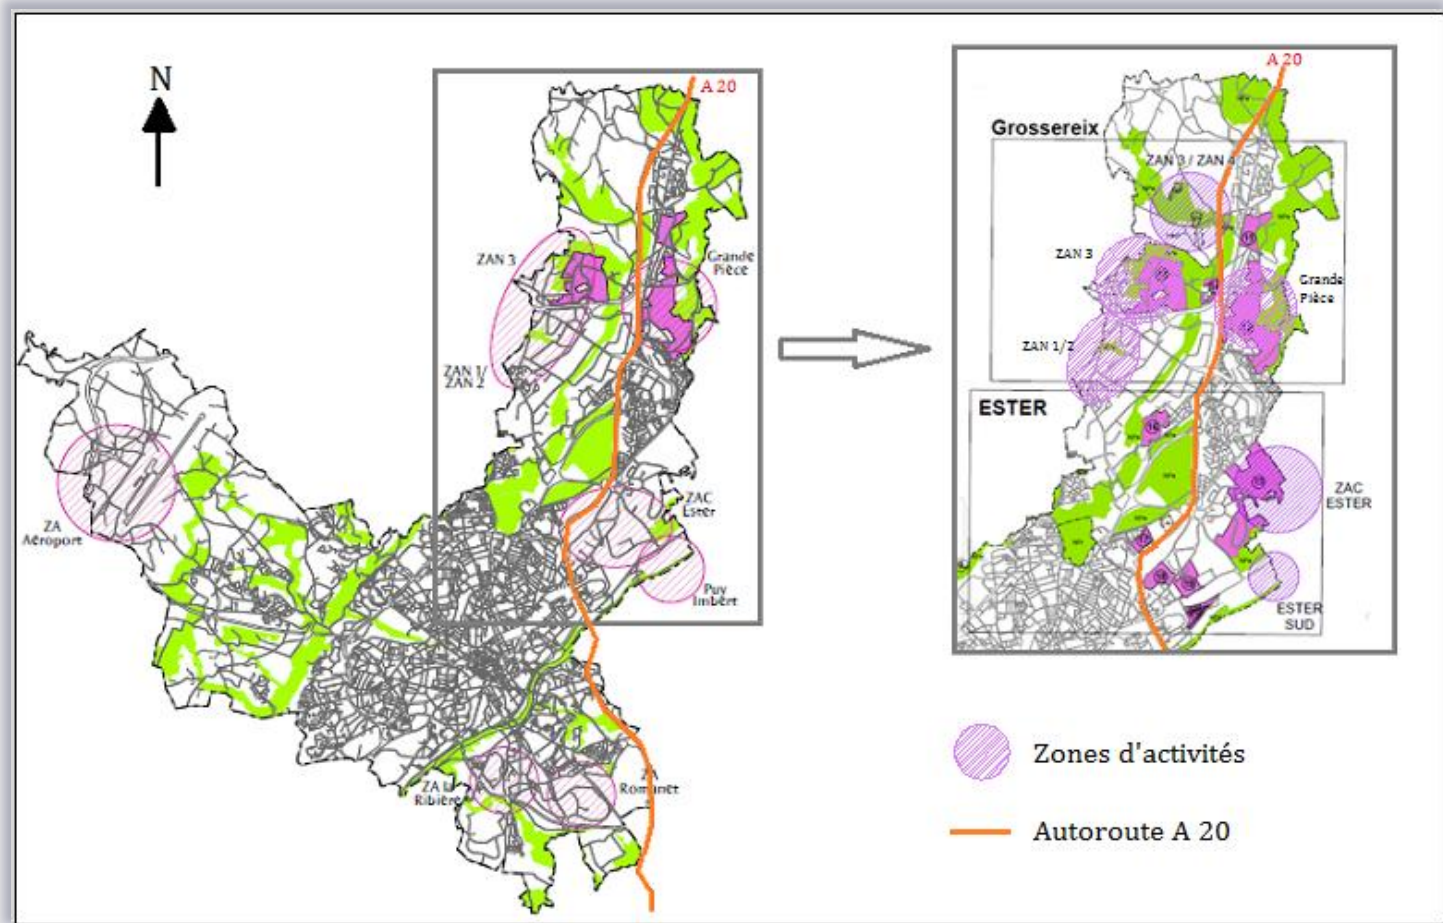 N
A 20
ZAN 3
Grande
Pièce
ZAN 1/
ZAN 2
ZAC
Ester
Puy
Imbert
ZA
Aéroport
ZA la
Ribière
ZA
Romanet
A 20
Grossereix
ZAN 3 / ZAN 4
ZAN 3
Grande
Pièce
ZAN 1/2
ESTER
ZAC
ESTER
ESTER
SUD
Zones d'activités
Autoroute A 20